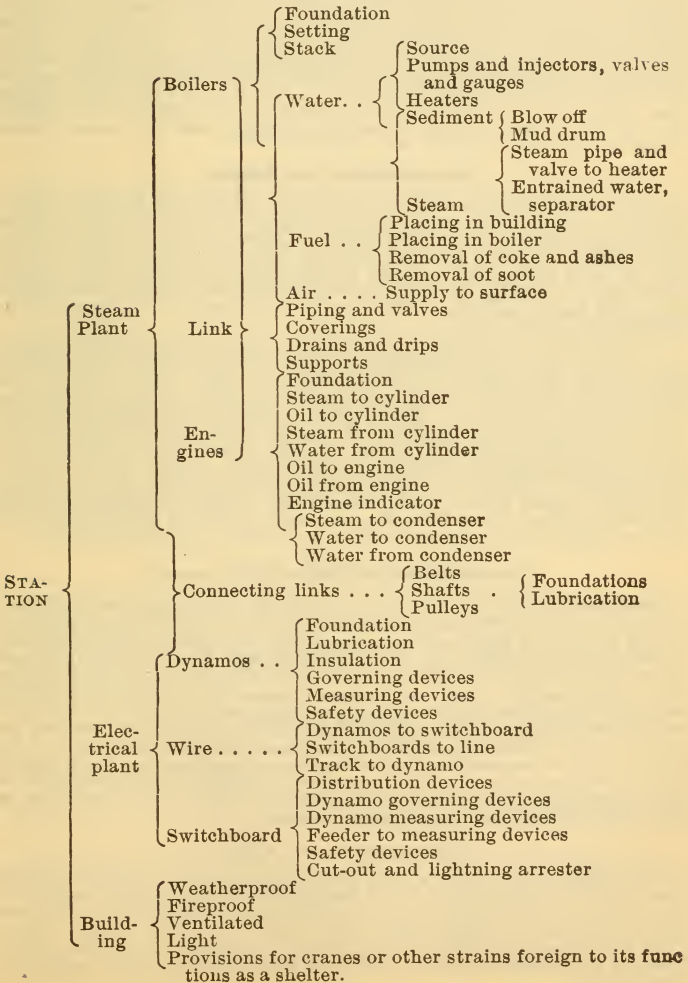 Foundation
Setting
Stack
Boilers
Source
Pumps and injectors, valves
and gauges
Water. .
Heaters
Sediment
Blow off
Mud drum
Steam pipe and
valve to heater
Entrained water,
separator
Steam
Fuel . .
Placing in building
Placing in boiler
Removal of coke and ashes
Removal of soot
Air . . . . Supply to surface
Steam
Plant
Link
Piping and valves
Coverings
Drains and drips
Supports
En-
gines
Foundation
Steam to cylinder
Oil to cylinder
Steam from cylinder
Water from cylinder
Oil to engine
Oil from engine
Engine indicator
Steam to condenser
Water to condenser
Water from condenser
STA-
TION
Connecting links . . .
Belts
Shafts .
Pulleys
Foundations
Lubrication
Dynamos . .
Foundation
Lubrication
Insulation
Governing devices
Measuring devices
Safety devices
Elec-
trical
plant
Wire . . . . .
Dynamos to switchboard
Switchboards to line
Track to dynamo
Switchboard
Distribution devices
Dynamo governing devices
Dynamo measuring devices
Feeder to measuring devices
Safety devices
Cut-out and lightning arrester
Build-
ing
Weatherproof
Fireproof
Ventilated
Light
Provisions for cranes or other strains foreign to its func
tions as a shelter.